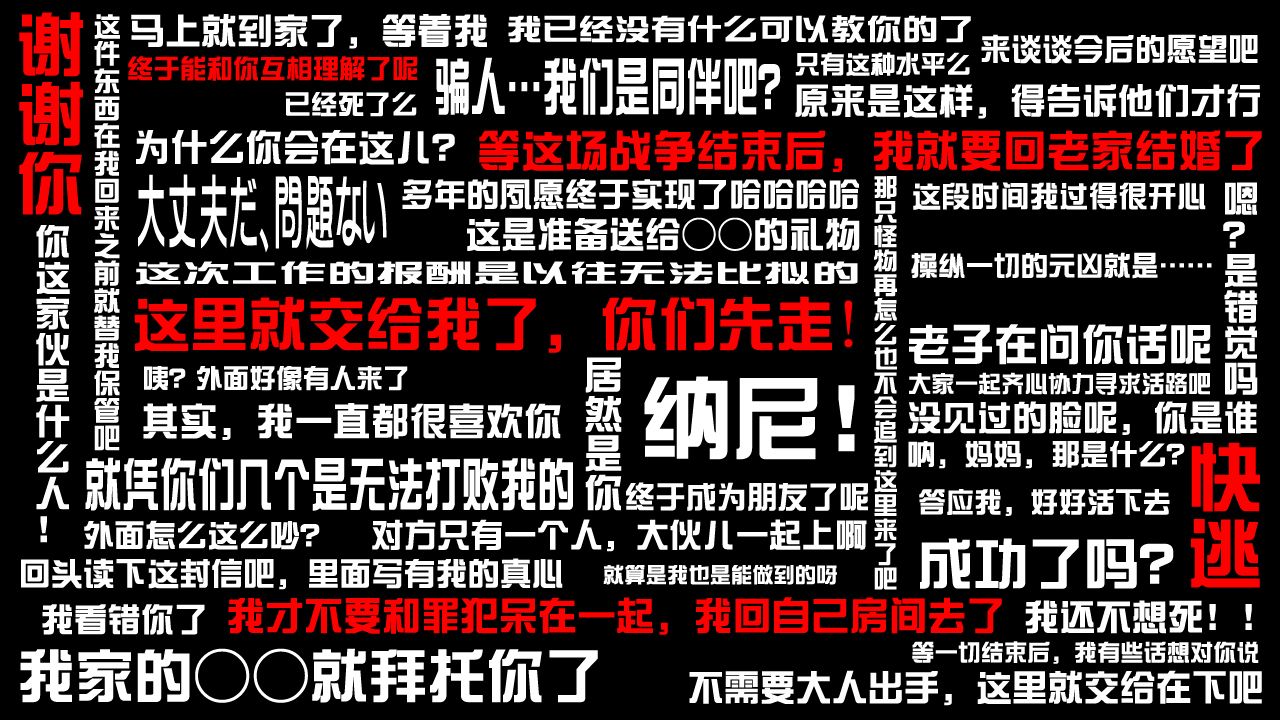 谢谢你
你这家伙是什么人！
这件东西在我回来之前就替我保管吧
马上就到家了，等着我
我已经没有什么可以教你的了
终于能和你互相理解了呢
已经死了么
骗人…我们是同伴吧?
只有这种水平么
来谈谈今后的愿望吧
原来是这样，得告诉他们才行
为什么你会在这儿?
等这场战争结束后，我就要回老家结婚了
大丈夫だ、問題ない
多年的夙愿终于实现了哈哈哈哈
这是准备送给○○的礼物
这次工作的报酬是以往无法比拟的
那只怪物再怎么也不会追到这里来了吧
这段时间我过得很开心
嗯?是错觉吗
操纵一切的元凶就是……
这里就交给我了，你们先走！
老子在问你话呢
咦? 外面好像有人来了
居然是你
纳尼！
大家一起齐心协力寻求活路吧
其实，我一直都很喜欢你
没见过的脸呢，你是谁
就凭你们几个是无法打败我的
呐，妈妈，那是什么?
快逃
终于成为朋友了呢
答应我，好好活下去
外面怎么这么吵?
对方只有一个人，大伙儿一起上啊
成功了吗?
回头读下这封信吧，里面写有我的真心
就算是我也是能做到的呀
我看错你了
我才不要和罪犯呆在一起，我回自己房间去了
我还不想死！！
我家的○○就拜托你了
等一切结束后，我有些话想对你说
不需要大人出手，这里就交给在下吧